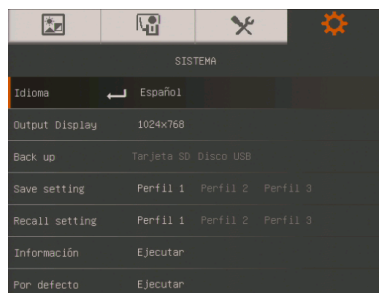 SISTEMA
Idioma Español
Output Display 1024x768
Back up Tarjeta SD Disco USB
Save setting Perfil 1 Perfil 2 Perfil 3
Recall setting Perfil 1 Perfil 2 Perfil 3
Información Ejecutar
Por defecto Ejecutar